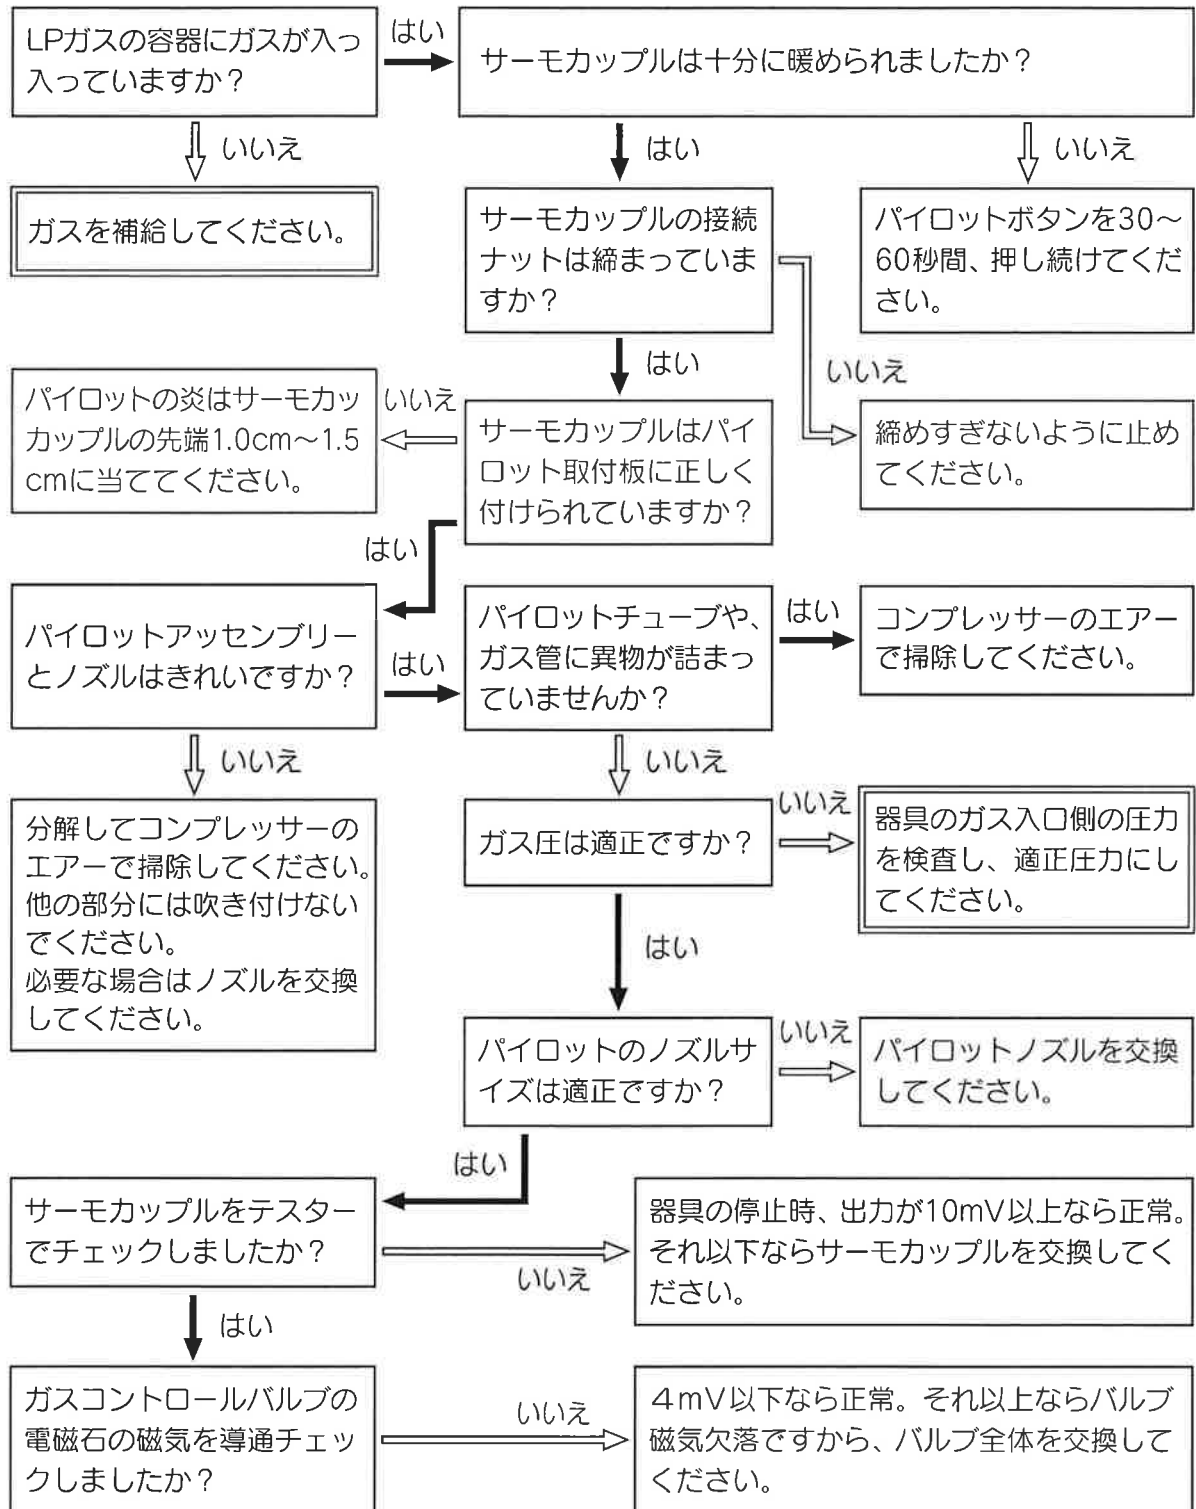 LPガスの容器にガスが入っ
入っていますか？
はい
サーモカップルは十分に暖められましたか？
いいえ
はい
いいえ
ガスを補給してください。
サーモカップルの接続
ナットは締まっていま
すか？
パイロットボタンを30～
60秒間、押し続けてくだ
さい。
はい
いいえ
パイロットの炎はサーモカッ
カップルの先端1.0cm～1.5
cmに当ててください。
いいえ
サーモカップルはパイ
ロット取付板に正しく
付けられていますか？
締めすぎないように止め
てください。
はい
パイロットアッセンブリー
とノズルはきれいですか？
はい
パイロットチューブや、
ガス管に異物が詰まっ
ていませんか？
はい
コンプレッサーのエアー
で掃除してください。
いいえ
いいえ
分解してコンプレッサーの
エアーで掃除してください。
他の部分には吹き付けない
でください。
必要な場合はノズルを交換
してください。
ガス圧は適正ですか？
いいえ
器具のガス入口側の圧力
を検査し、適正圧力にし
てください。
はい
パイロットのノズルサ
イズは適正ですか？
いいえ
パイロットノズルを交換
してください。
はい
サーモカップルをテスター
でチェックしましたか？
いいえ
器具の停止時、出力が10mV以上なら正常。
それ以下ならサーモカップルを交換してく
ださい。
はい
ガスコントロールバルブの
電磁石の磁気を導通チェッ
クしましたか？
いいえ
4mV以下なら正常。それ以上ならバルブ
磁気欠落ですから、バルブ全体を交換して
ください。